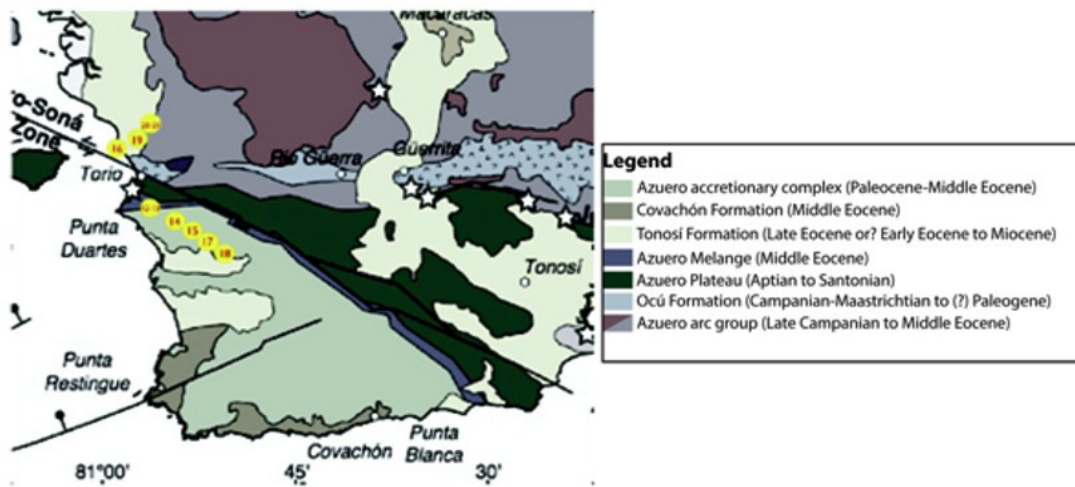 Macaracas
ro-Soná
Zone
16
19
Torio
Río Güerra
Güerrita
Punta
Duartes
14
15
17
18
Tonosí
Punta
Restingue
Covachón
Punta
Blanca
81°00'
45'
30'
Legend
Azuero accretionary complex (Paleocene-Middle Eocene)
Covachón Formation (Middle Eocene)
Tonosí Formation (Late Eocene or? Early Eocene to Miocene)
Azuero Melange (Middle Eocene)
Azuero Plateau (Aptian to Santonian)
Ocú Formation (Campanian-Maastrichtian to (?) Paleogene)
Azuero arc group (Late Campanian to Middle Eocene)